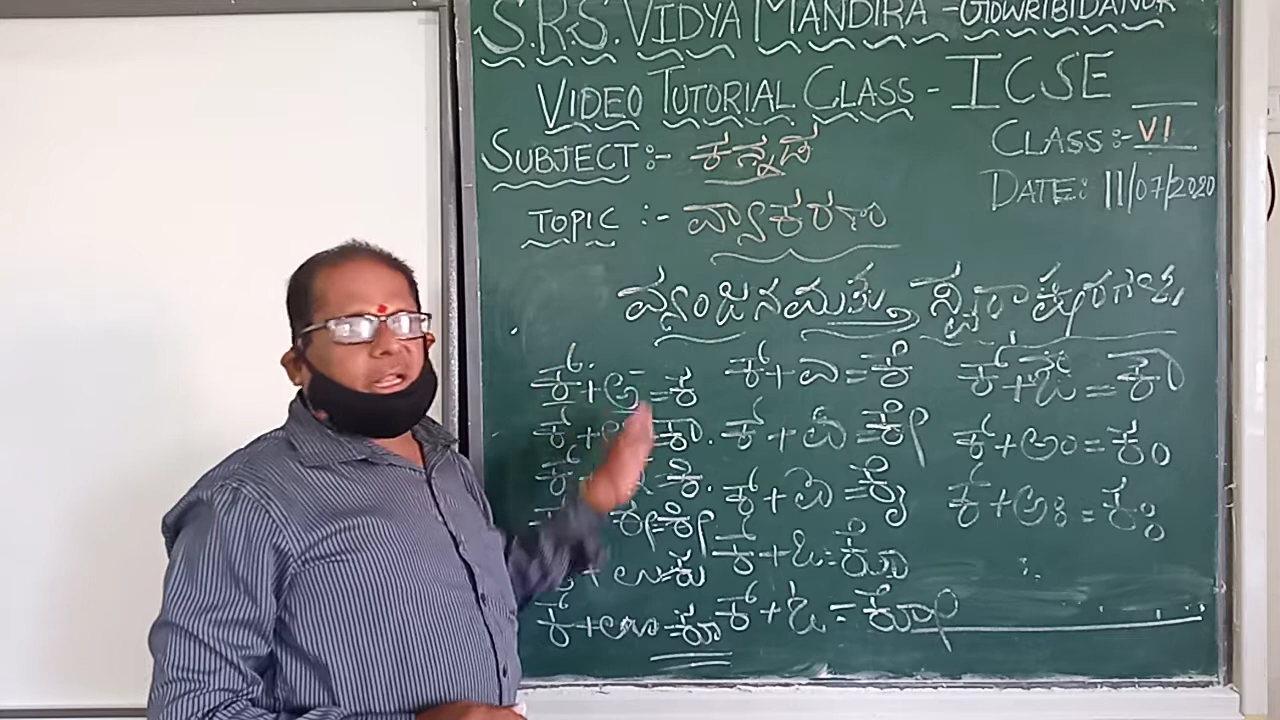 S.R.S. VIDYA MANDIRA - GOWRIBIDANUR
VIDEO TUTORIAL CLASS - ICSE
SUBJECT :- ಕನ್ನಡ
CLASS:- VI
DATE: 11/07/2020
TOPIC :- ವ್ಯಾಕರಣ
ವ್ಯಂಜನ ಮತ್ತು ಸ್ವರಾಕ್ಷರಗಳು
ಕ್+ಅ=ಕ
ಕ್+ =ಕಾ.
ಕ್+ =ಕಿ.
ಈ=ಕೀ
ಕ್+ಉ=ಕು
ಕ್+ಊ=ಕೂ
ಕ್+ಎ=ಕೆ
ಕ್+ಏ=ಕೇ
ಕ್+ಐ=ಕೈ
ಕ್+ಒ=ಕೊ
ಕ್+ಓ=ಕೋ
ಕ್+ಔ=ಕೌ
ಕ್+ಅಂ=ಕಂ
ಕ್+ಅಃ=ಕಃ